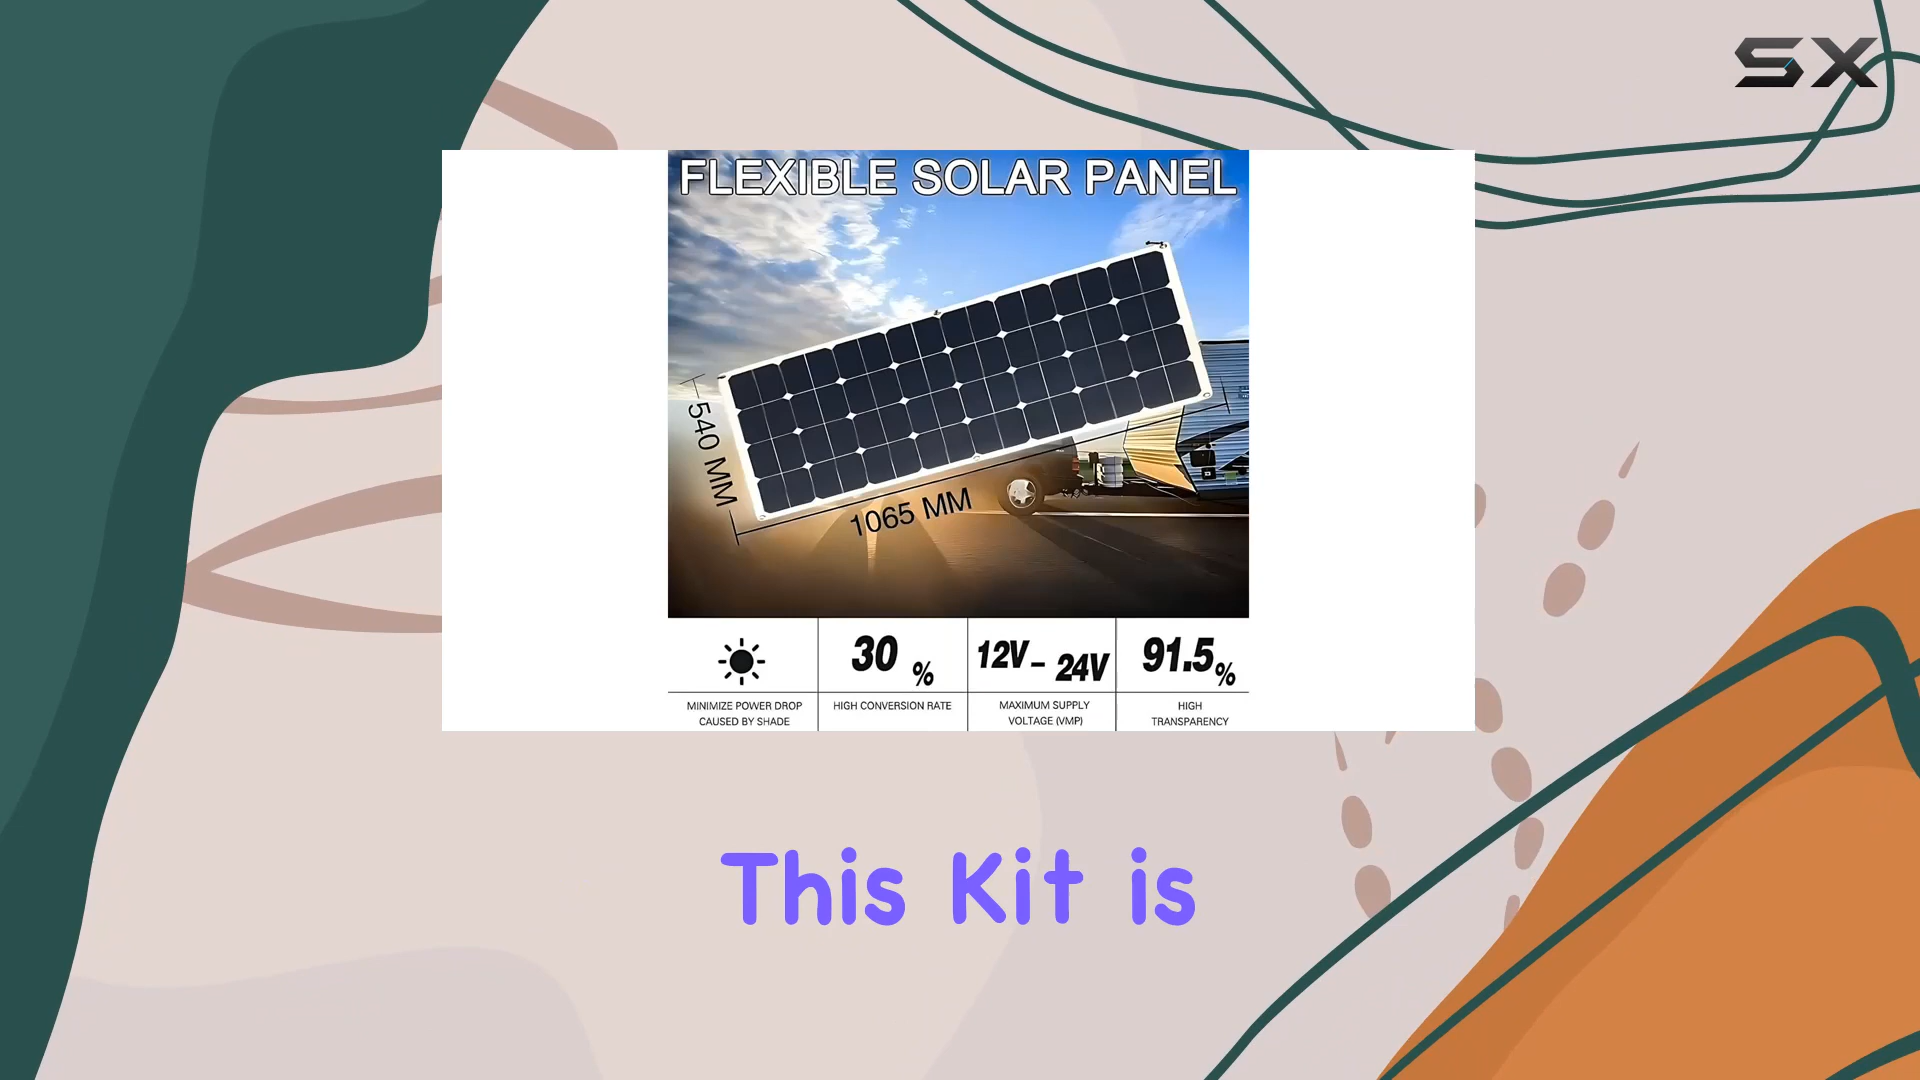 SX
FLEXIBLE SOLAR PANEL
540 MM
1065 MM
30 %
12V– 24V
91.5%
MINIMIZE POWER DROP
CAUSED BY SHADE
HIGH CONVERSION RATE
MAXIMUM SUPPLY
VOLTAGE (VMP)
HIGH
TRANSPARENCY
This Kit is